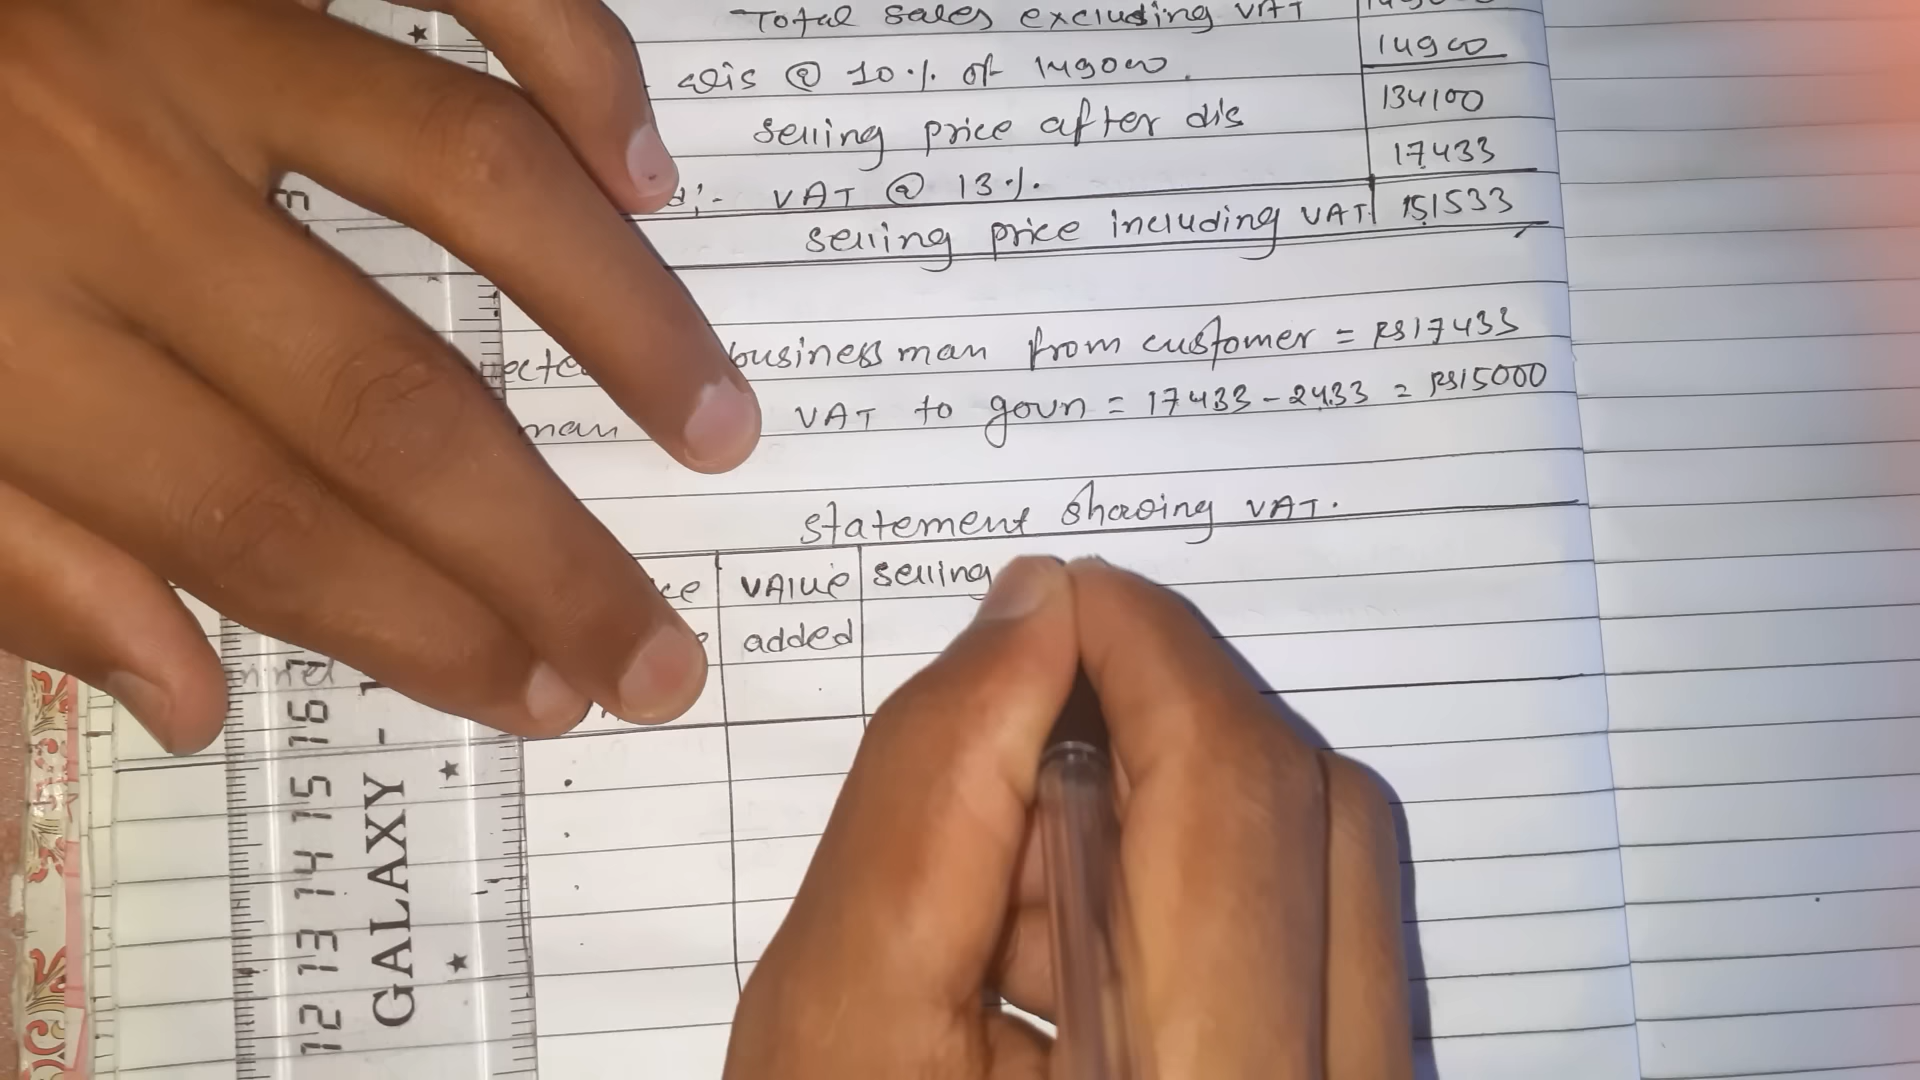 Total sales excluding VAT
dis @ 10 % of 149000.
14900
selling price after dis
134100
d:- VAT @ 13 %.
17433
selling price including VAT
151533
business man from customer = RS17433
man VAT to govn = 17433 - 2433 = RS15000
statement showing VAT.
value
selling
added
12 13 14 15 16
GALAXY -